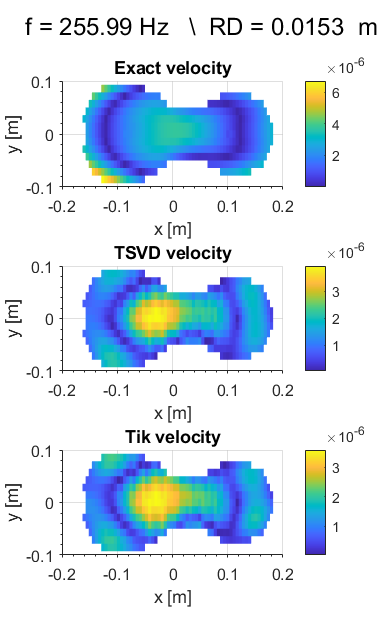 f = 255.99 Hz \ RD = 0.0153 m
Exact velocity
×10^-6
0.1
0
-0.1
y [m]
6
4
2
-0.2 -0.1 0 0.1 0.2
x [m]
TSVD velocity
×10^-6
0.1
0
-0.1
y [m]
3
2
1
-0.2 -0.1 0 0.1 0.2
x [m]
Tik velocity
×10^-6
0.1
0
-0.1
y [m]
3
2
1
-0.2 -0.1 0 0.1 0.2
x [m]